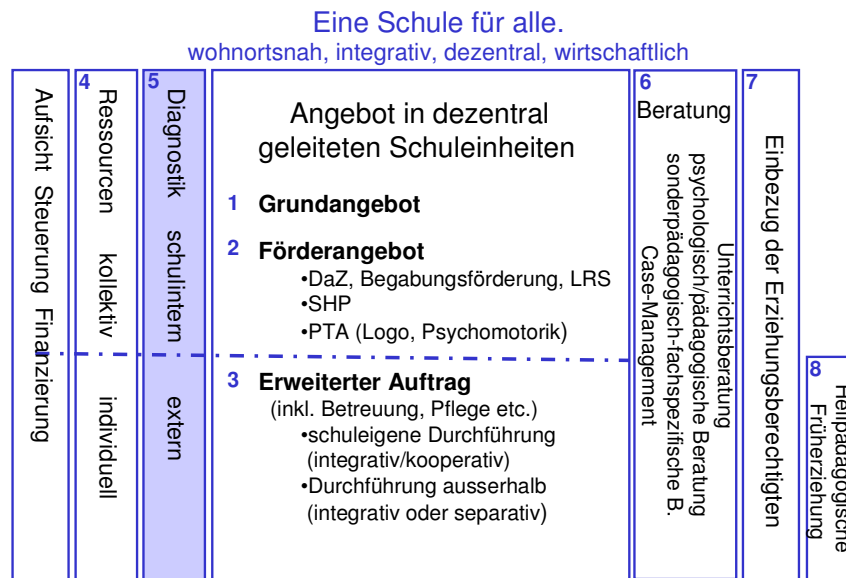 Eine Schule für alle.
wohnortsnah, integrativ, dezentral, wirtschaftlich
Aufsicht Steuerung Finanzierung
4
Ressourcen kollektiv individuell
5
Diagnostik schulintern extern
Angebot in dezentral
geleiteten Schuleinheiten
1 Grundangebot
2 Förderangebot
•DaZ, Begabungsförderung, LRS
•SHP
•PTA (Logo, Psychomotorik)
3 Erweiterter Auftrag
(inkl. Betreuung, Pflege etc.)
•schuleigene Durchführung
(integrativ/kooperativ)
•Durchführung ausserhalb
(integrativ oder separativ)
6
Beratung
Unterrichtsberatung
psychologisch/pädagogische Beratung
sonderpädagogisch-fachspezifische B.
Case-Management
7
Einbezug der Erziehungsberechtigten
8
Heilpädagogische
Früherziehung